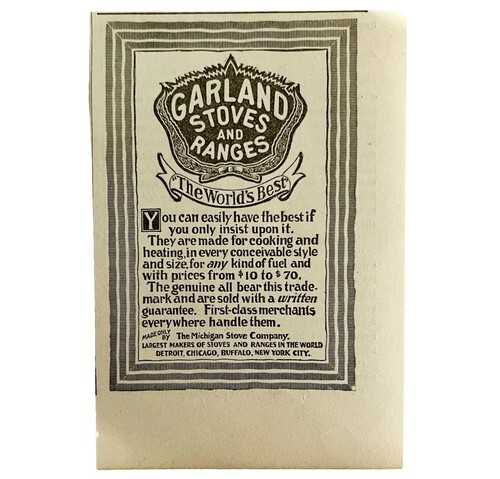 GARLAND
STOVES
AND
RANGES
"The World's Best"
You can easily have the best if
you only insist upon it.
They are made for cooking and
heating, in every conceivable style
and size, for any kind of fuel and
with prices from $10 to $70.
The genuine all bear this trade-
mark and are sold with a written
guarantee. First-class merchants
everywhere handle them.
MADE ONLY BY The Michigan Stove Company.
LARGEST MAKERS OF STOVES AND RANGES IN THE WORLD
DETROIT, CHICAGO, BUFFALO, NEW YORK CITY.